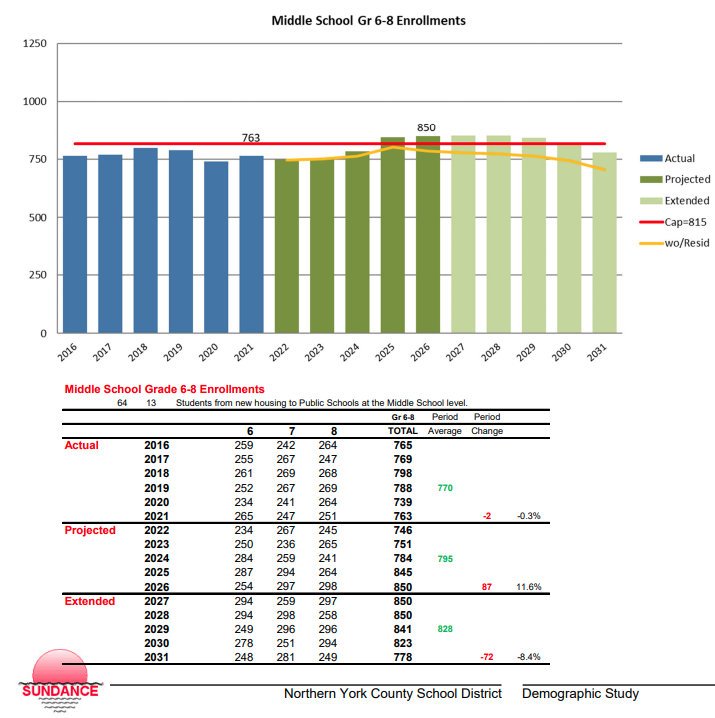 Middle School Gr 6-8 Enrollments
1250
1000
750
500
250
0
763
850
2016 2017 2018 2019 2020 2021 2022 2023 2024 2025 2026 2027 2028 2029 2030 2031
Actual
Projected
Extended
Cap=815
wo/Resid
Middle School Grade 6-8 Enrollments
64 13 Students from new housing to Public Schools at the Middle School level.
Gr 6-8 Period Period
6 7 8 TOTAL Average Change
Actual 2016 259 242 264 765
2017 255 267 247 769
2018 261 269 268 798
2019 252 267 269 788 770
2020 234 241 264 739
2021 265 247 251 763 -2 -0.3%
Projected 2022 234 267 245 746
2023 250 236 265 751
2024 284 259 241 784 795
2025 287 294 264 845
2026 254 297 298 850 87 11.6%
Extended 2027 294 259 297 850
2028 294 298 258 850
2029 249 296 296 841 828
2030 278 251 294 823
2031 248 281 249 778 -72 -8.4%
SUNDANCE
Northern York County School District Demographic Study